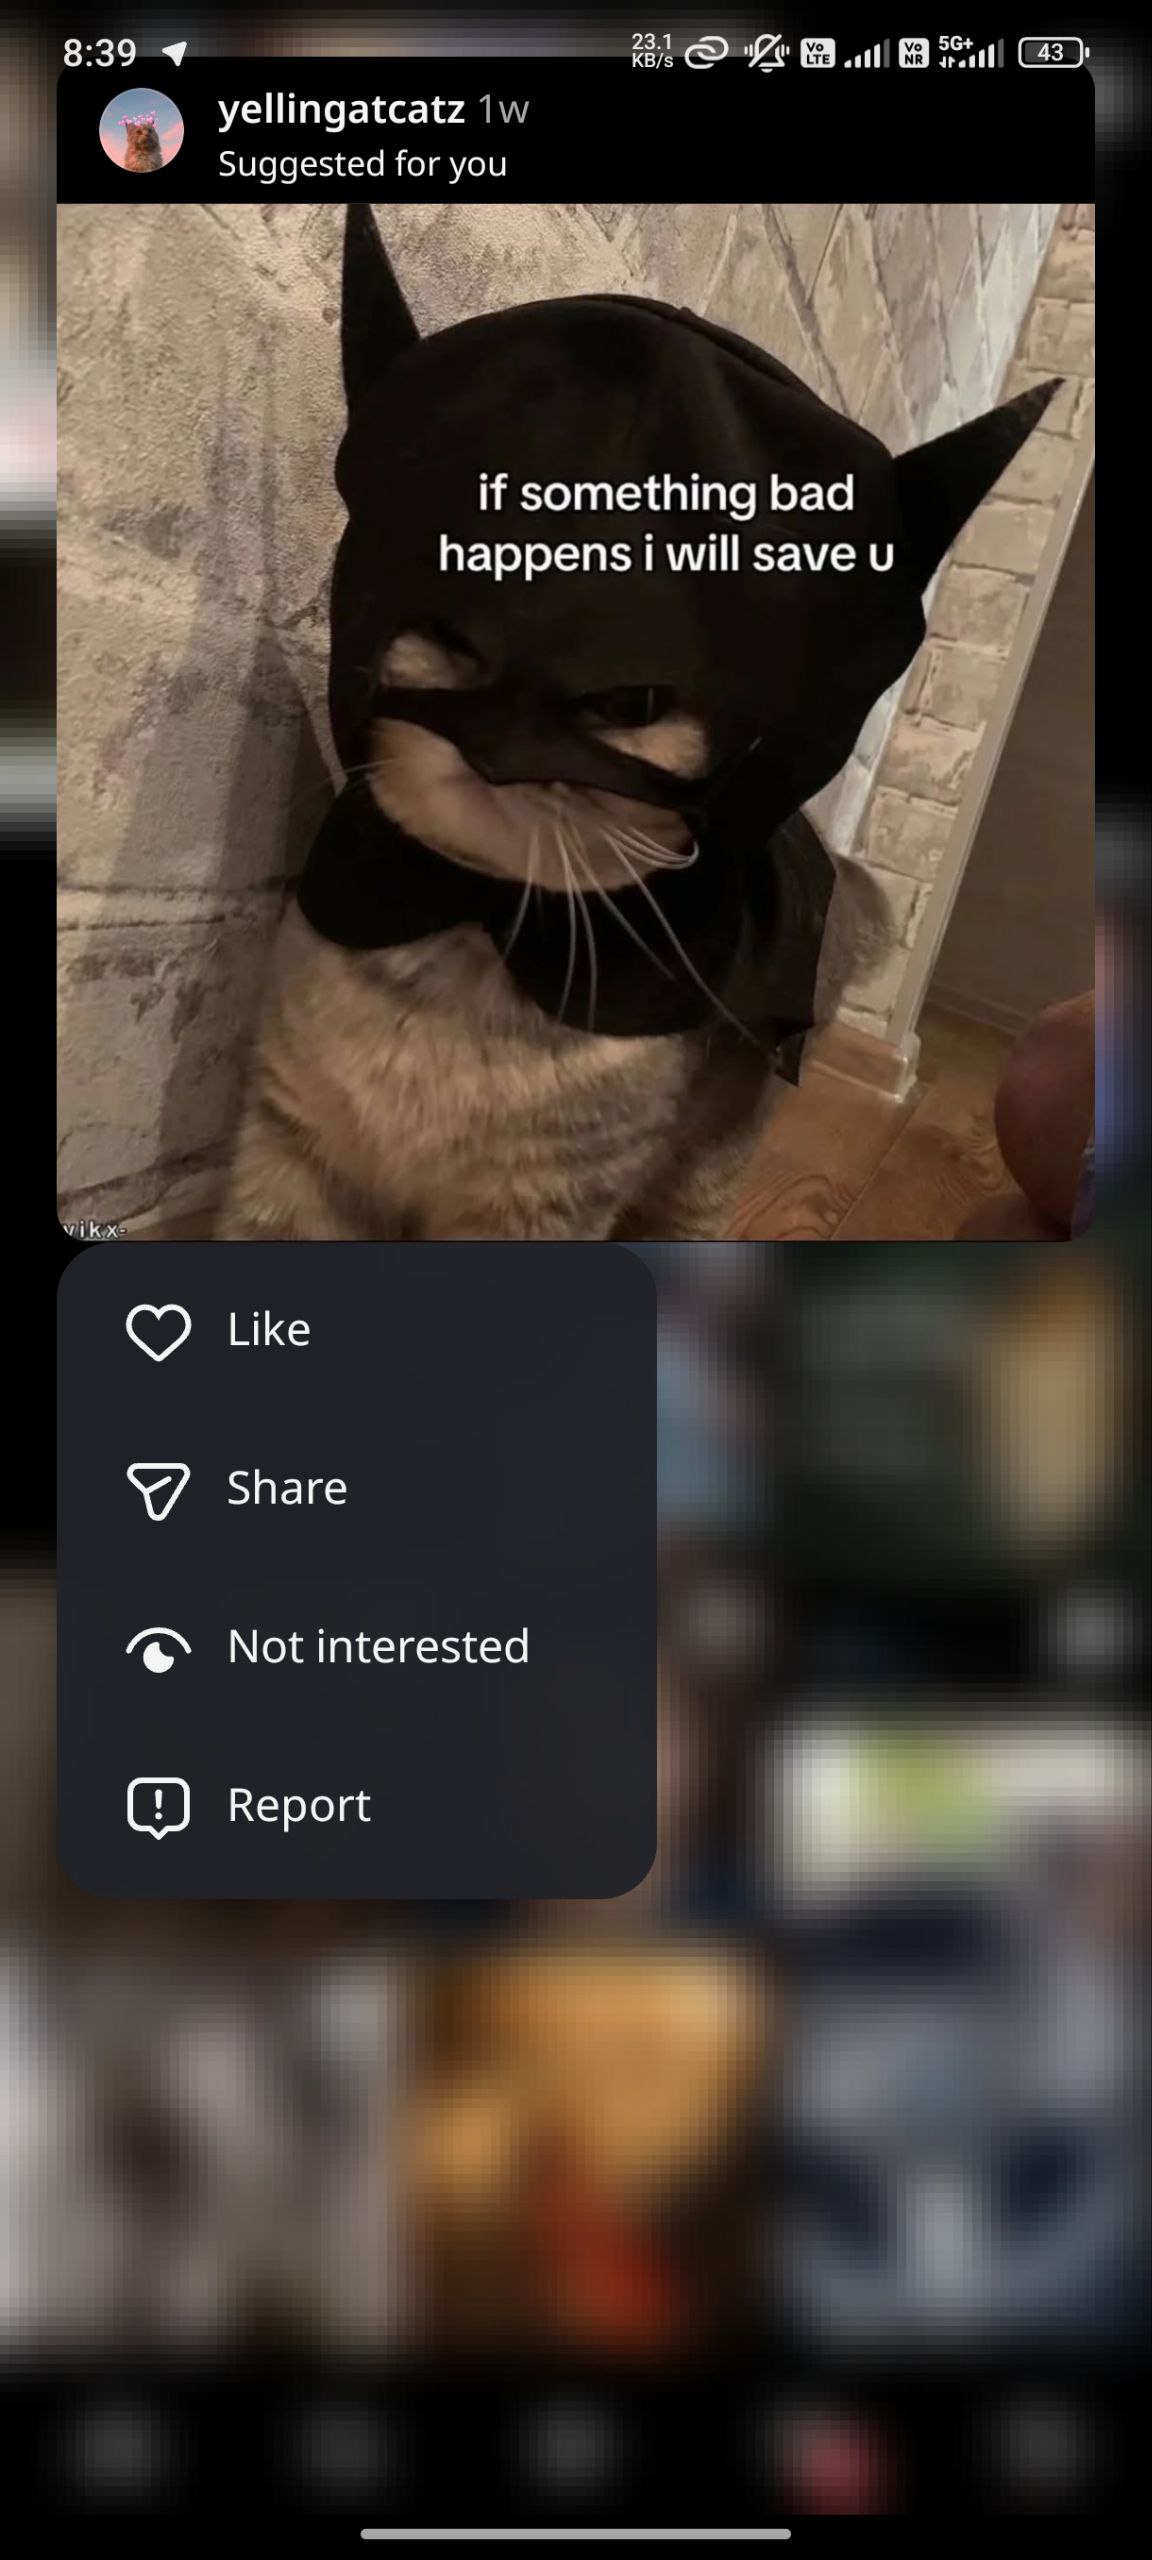 8:39
23.1
KB/s
Vo
LTE
Vo
NR
5G+
43
yellingatcatz 1w
Suggested for you
if something bad
happens i will save u
vikx-
Like
Share
Not interested
Report